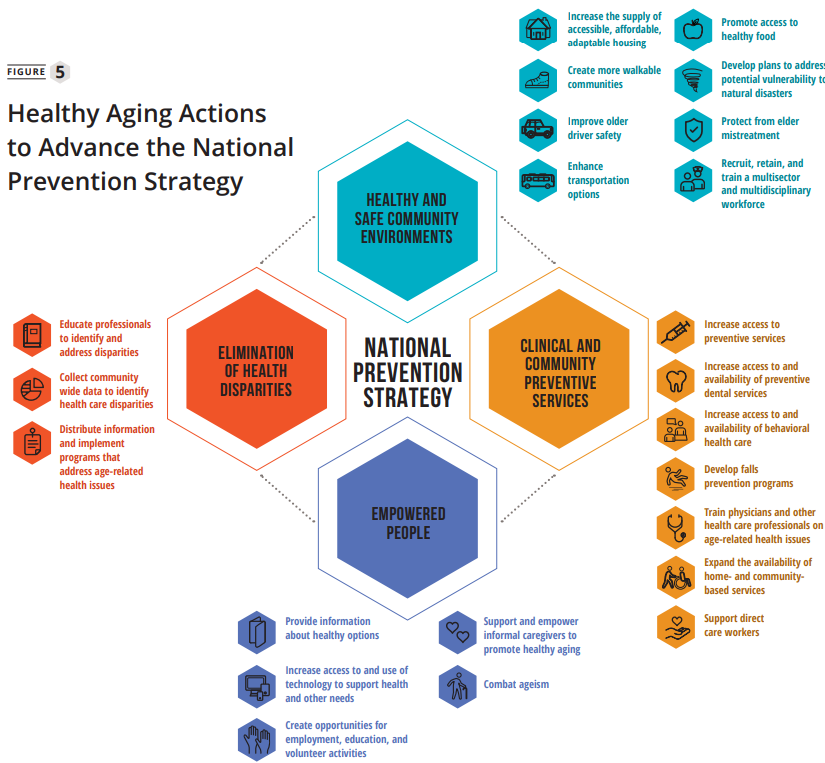 FIGURE 5
Healthy Aging Actions
to Advance the National
Prevention Strategy
Increase the supply of
accessible, affordable,
adaptable housing
Create more walkable
communities
Improve older
driver safety
Enhance
transportation
options
Promote access to
healthy food
Develop plans to address
potential vulnerability to
natural disasters
Protect from elder
mistreatment
Recruit, retain, and
train a multisector
and multidisciplinary
workforce
HEALTHY AND
SAFE COMMUNITY
ENVIRONMENTS
Educate professionals
to identify and
address disparities
Collect community
wide data to identify
health care disparities
Distribute information
and implement
programs that
address age-related
health issues
ELIMINATION
OF HEALTH
DISPARITIES
NATIONAL
PREVENTION
STRATEGY
CLINICAL AND
COMMUNITY
PREVENTIVE
SERVICES
Increase access to
preventive services
Increase access to and
availability of preventive
dental services
Increase access to and
availability of behavioral
health care
Develop falls
prevention programs
Train physicians and other
health care professionals on
age-related health issues
Expand the availability of
home- and community-
based services
Support direct
care workers
EMPOWERED
PEOPLE
Provide information
about healthy options
Increase access to and use of
technology to support health
and other needs
Create opportunities for
employment, education, and
volunteer activities
Support and empower
informal caregivers to
promote healthy aging
Combat ageism